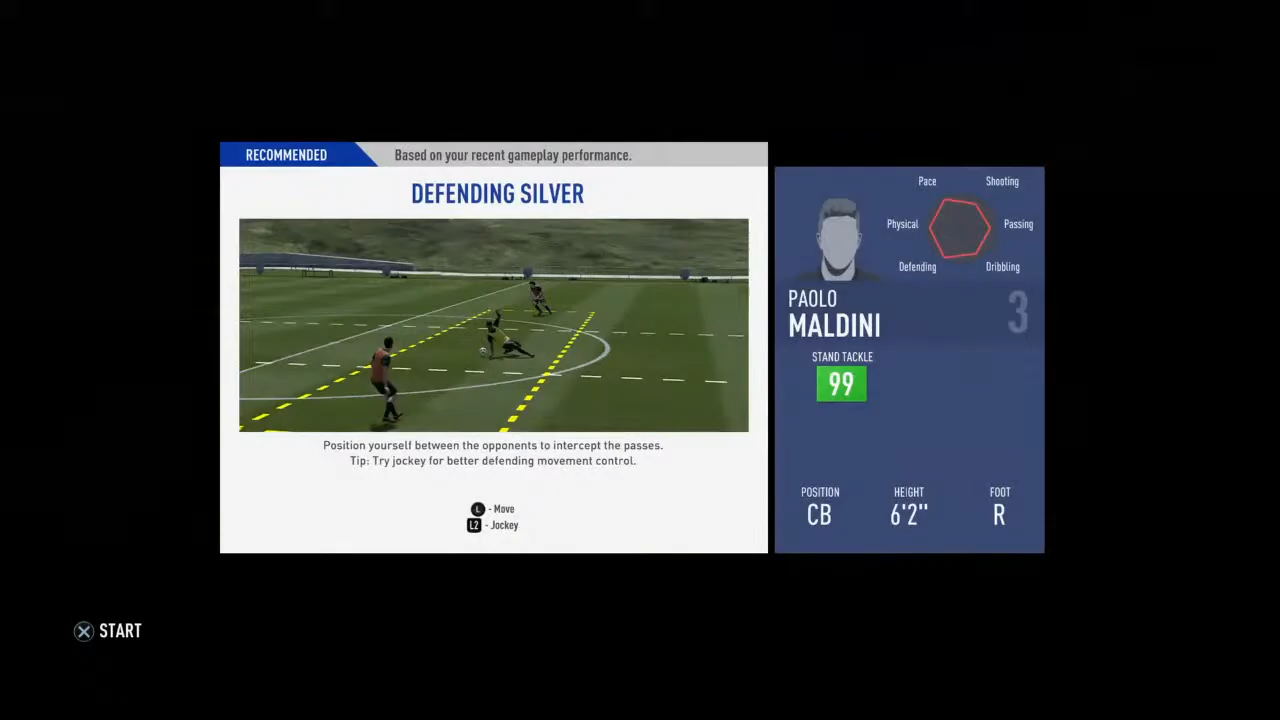 RECOMMENDED
Based on your recent gameplay performance.
DEFENDING SILVER
Position yourself between the opponents to intercept the passes.
Tip: Try jockey for better defending movement control.
L - Move
L2 - Jockey
Pace
Shooting
Physical
Passing
Defending
Dribbling
PAOLO
MALDINI
3
STAND TACKLE
99
POSITION
CB
HEIGHT
6'2"
FOOT
R
START